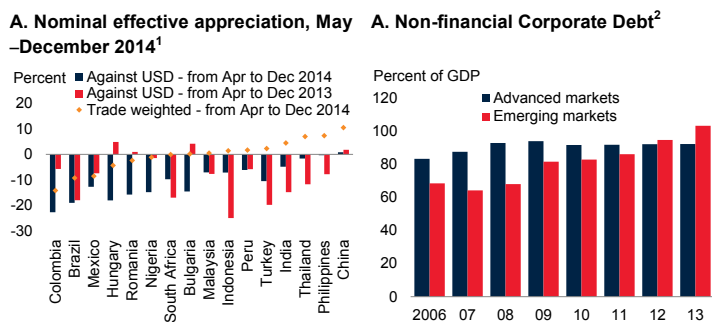 A. Nominal effective appreciation, May
–December 2014¹
Percent
Against USD - from Apr to Dec 2014
Against USD - from Apr to Dec 2013
Trade weighted - from Apr to Dec 2014
20
10
0
-10
-20
-30
Colombia
Brazil
Mexico
Hungary
Romania
Nigeria
South Africa
Bulgaria
Malaysia
Indonesia
Peru
Turkey
India
Thailand
Philippines
China
A. Non-financial Corporate Debt²
Percent of GDP
Advanced markets
Emerging markets
120
100
80
60
40
20
0
2006
07
08
09
10
11
12
13